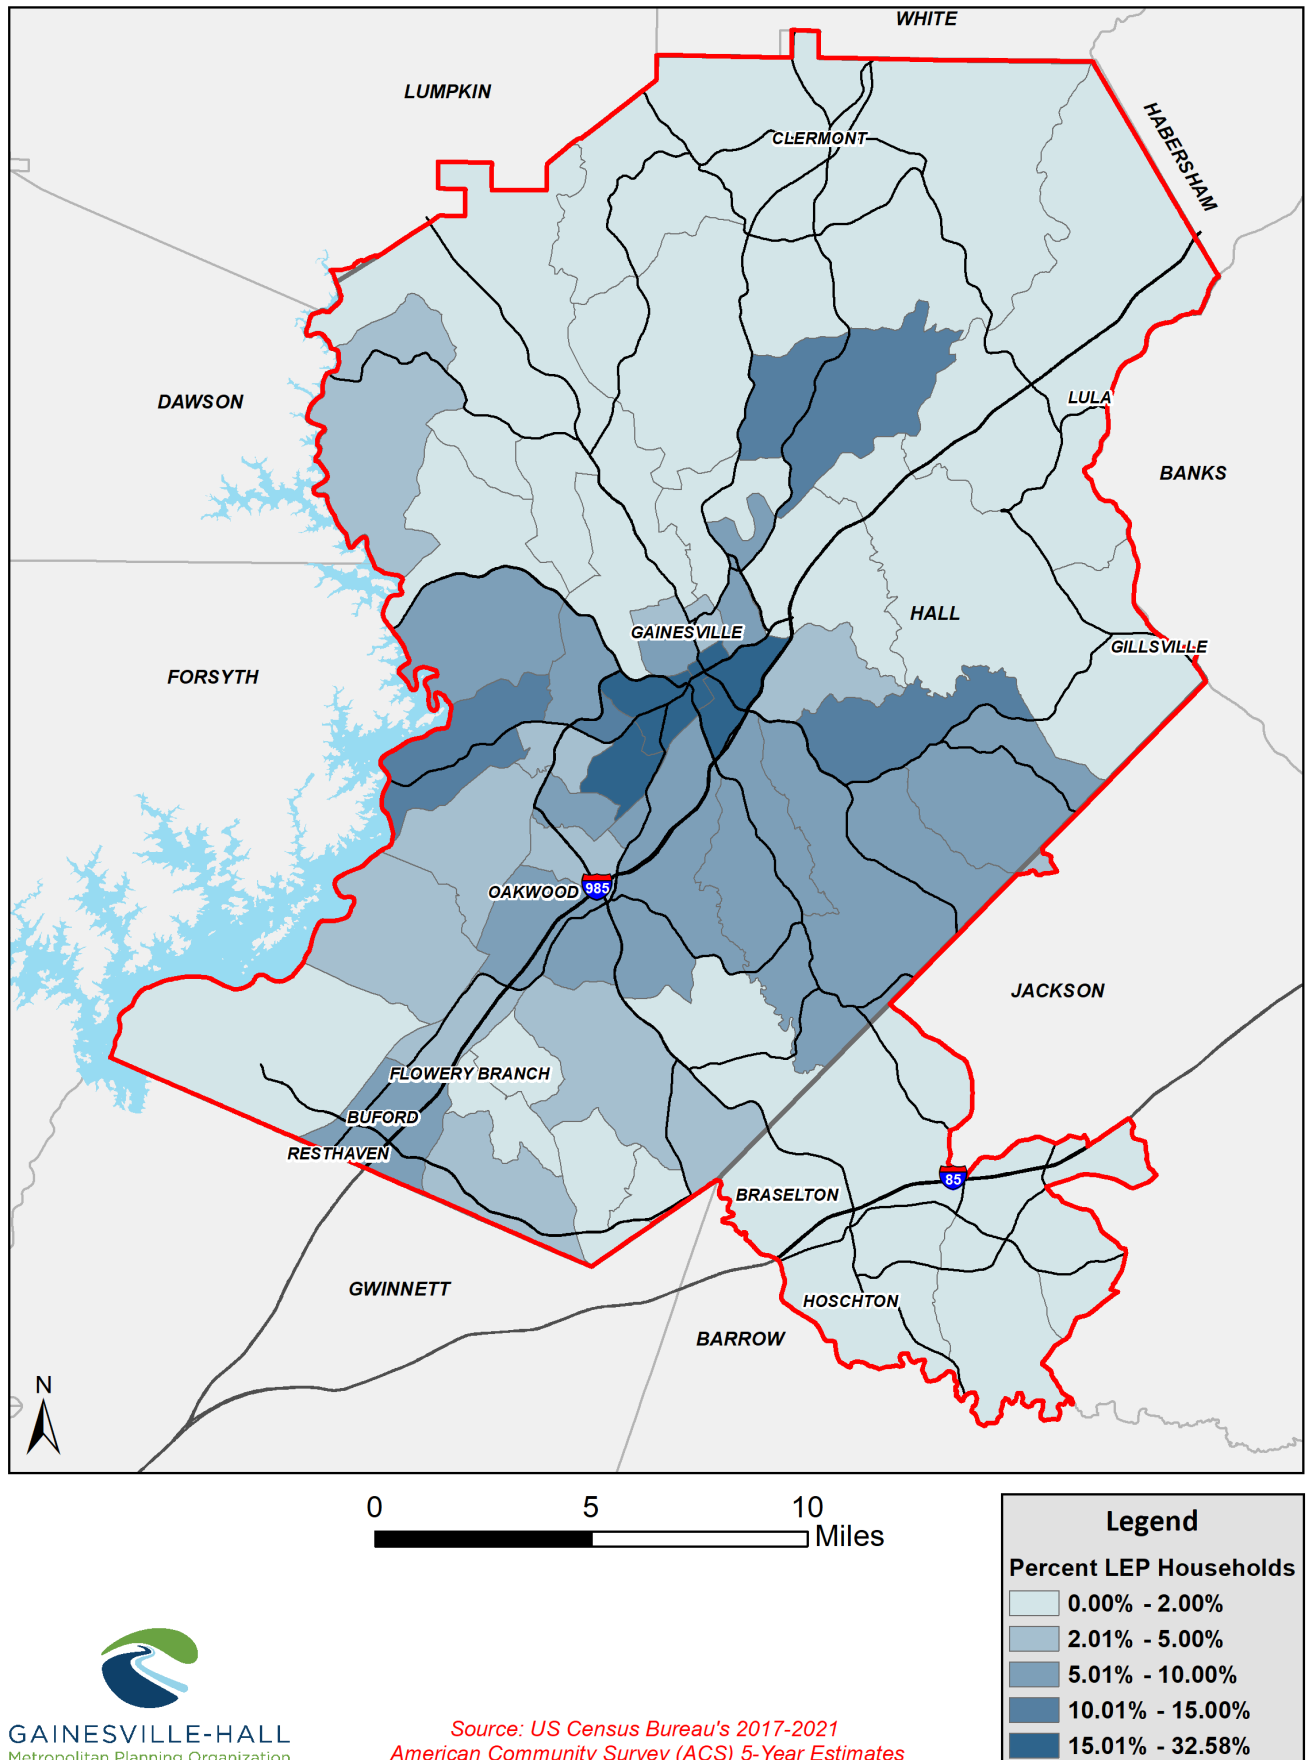 WHITE
LUMPKIN
HABERSHAM
CLERMONT
DAWSON
LULA
BANKS
HALL
GAINESVILLE
GILLSVILLE
FORSYTH
OAKWOOD
985
JACKSON
FLOWERY BRANCH
BUFORD
RESTHAVEN
85
BRASELTON
GWINNETT
HOSCHTON
BARROW
N
0 5 10
Miles
Legend
Percent LEP Households
0.00% - 2.00%
2.01% - 5.00%
5.01% - 10.00%
10.01% - 15.00%
15.01% - 32.58%
GAINESVILLE-HALL
Metropolitan Planning Organization
Source: US Census Bureau's 2017-2021
American Community Survey (ACS) 5-Year Estimates